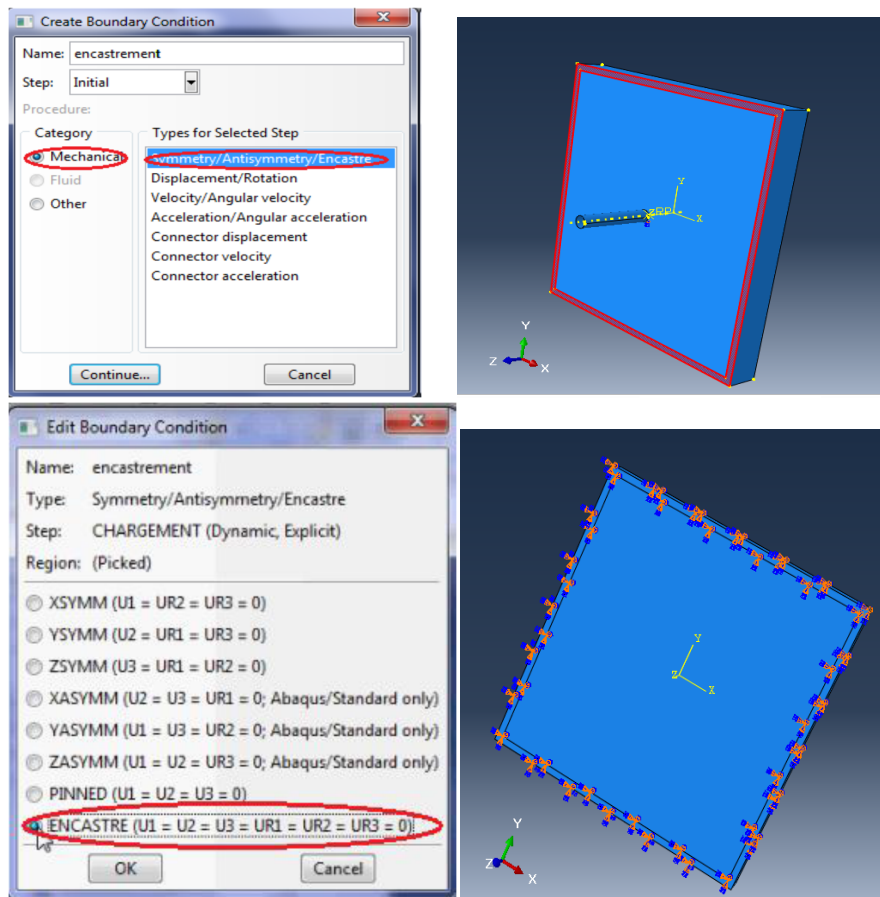 Create Boundary Condition
Name: encastrement
Step: Initial
Procedure:
Category
Types for Selected Step
Mechanical
Fluid
Other
Symmetry/Antisymmetry/Encastre
Displacement/Rotation
Velocity/Angular velocity
Acceleration/Angular acceleration
Connector displacement
Connector velocity
Connector acceleration
Continue...
Cancel
Y
X
Z
RP
Y
Z
X
Edit Boundary Condition
Name: encastrement
Type: Symmetry/Antisymmetry/Encastre
Step: CHARGEMENT (Dynamic, Explicit)
Region: (Picked)
XSYMM (U1 = UR2 = UR3 = 0)
YSYMM (U2 = UR1 = UR3 = 0)
ZSYMM (U3 = UR1 = UR2 = 0)
XASYMM (U2 = U3 = UR1 = 0; Abaqus/Standard only)
YASYMM (U1 = U3 = UR2 = 0; Abaqus/Standard only)
ZASYMM (U1 = U2 = UR3 = 0; Abaqus/Standard only)
PINNED (U1 = U2 = U3 = 0)
ENCASTRE (U1 = U2 = U3 = UR1 = UR2 = UR3 = 0)
OK
Cancel
Y
Z
X
Y
Z
X